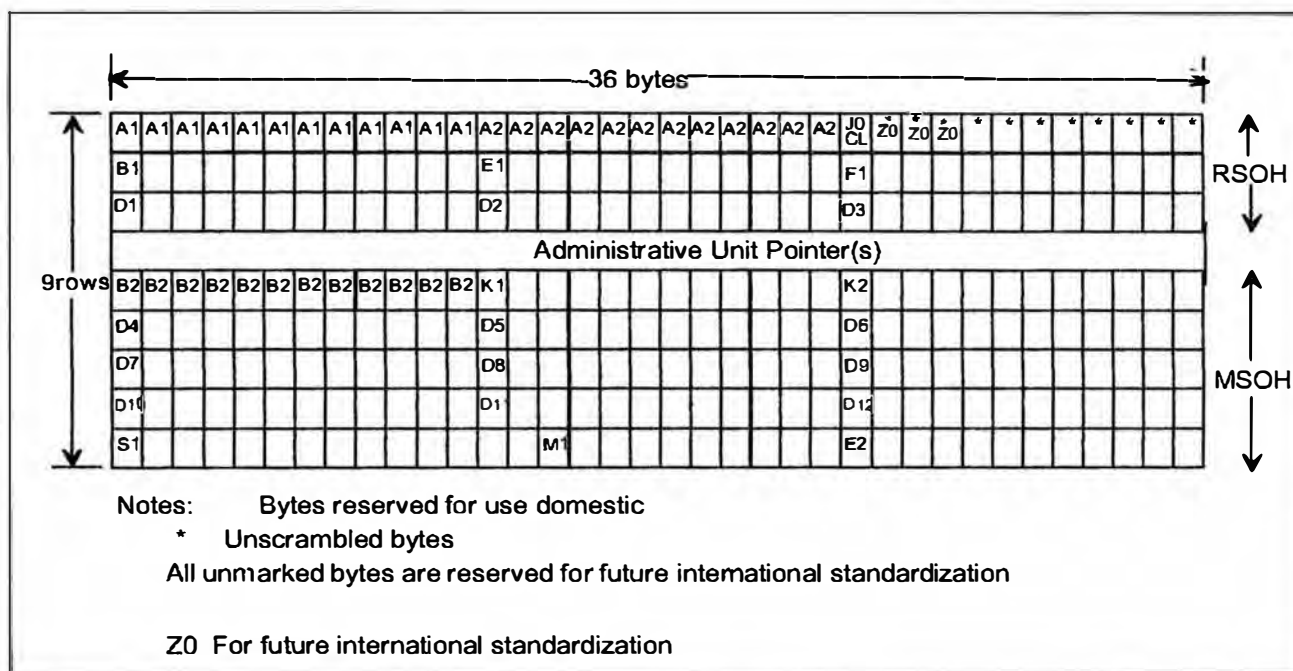 36 bytes
A1 A1 A1 A1 A1 A1 A1 A1 A1 A1 A1 A1 A2 A2 A2 A2 A2 A2 A2 A2 A2 A2 A2 A2 J0 * * * * * * * * * * *
CL Z0 Z0 Z0
B1 E1 F1 RSOH
D1 D2 D3
Administrative Unit Pointer(s)
9rows B2 B2 B2 B2 B2 B2 B2 B2 B2 B2 B2 B2 K1 K2
D4 D5 D6
D7 D8 D9 MSOH
D10 D1 D12
S1 M1 E2
Notes: Bytes reserved for use domestic
* Unscrambled bytes
All unmarked bytes are reserved for future international standardization
Z0 For future international standardization